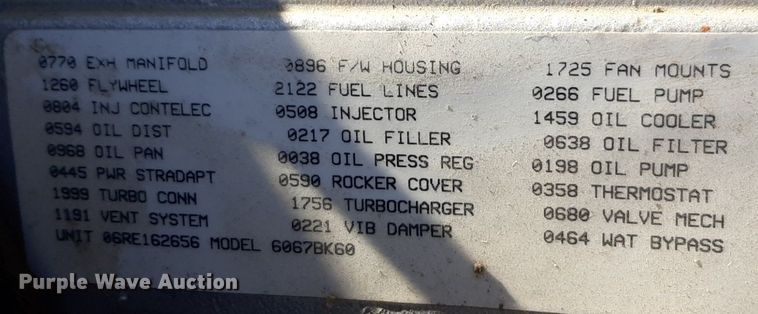 0770 EXH MANIFOLD 0896 F/W HOUSING 1725 FAN MOUNTS
1260 FLYWHEEL 2122 FUEL LINES 0266 FUEL PUMP
0804 INJ CONTELEC 0508 INJECTOR 1459 OIL COOLER
0594 OIL DIST 0217 OIL FILLER 0638 OIL FILTER
0968 OIL PAN 0038 OIL PRESS REG 0198 OIL PUMP
0445 PWR STRADAPT 0590 ROCKER COVER 0358 THERMOSTAT
1999 TURBO CONN 1756 TURBOCHARGER 0680 VALVE MECH
1191 VENT SYSTEM 0221 VIB DAMPER 0464 WAT BYPASS
UNIT 06RE162656 MODEL 6067BK60
Purple Wave Auction